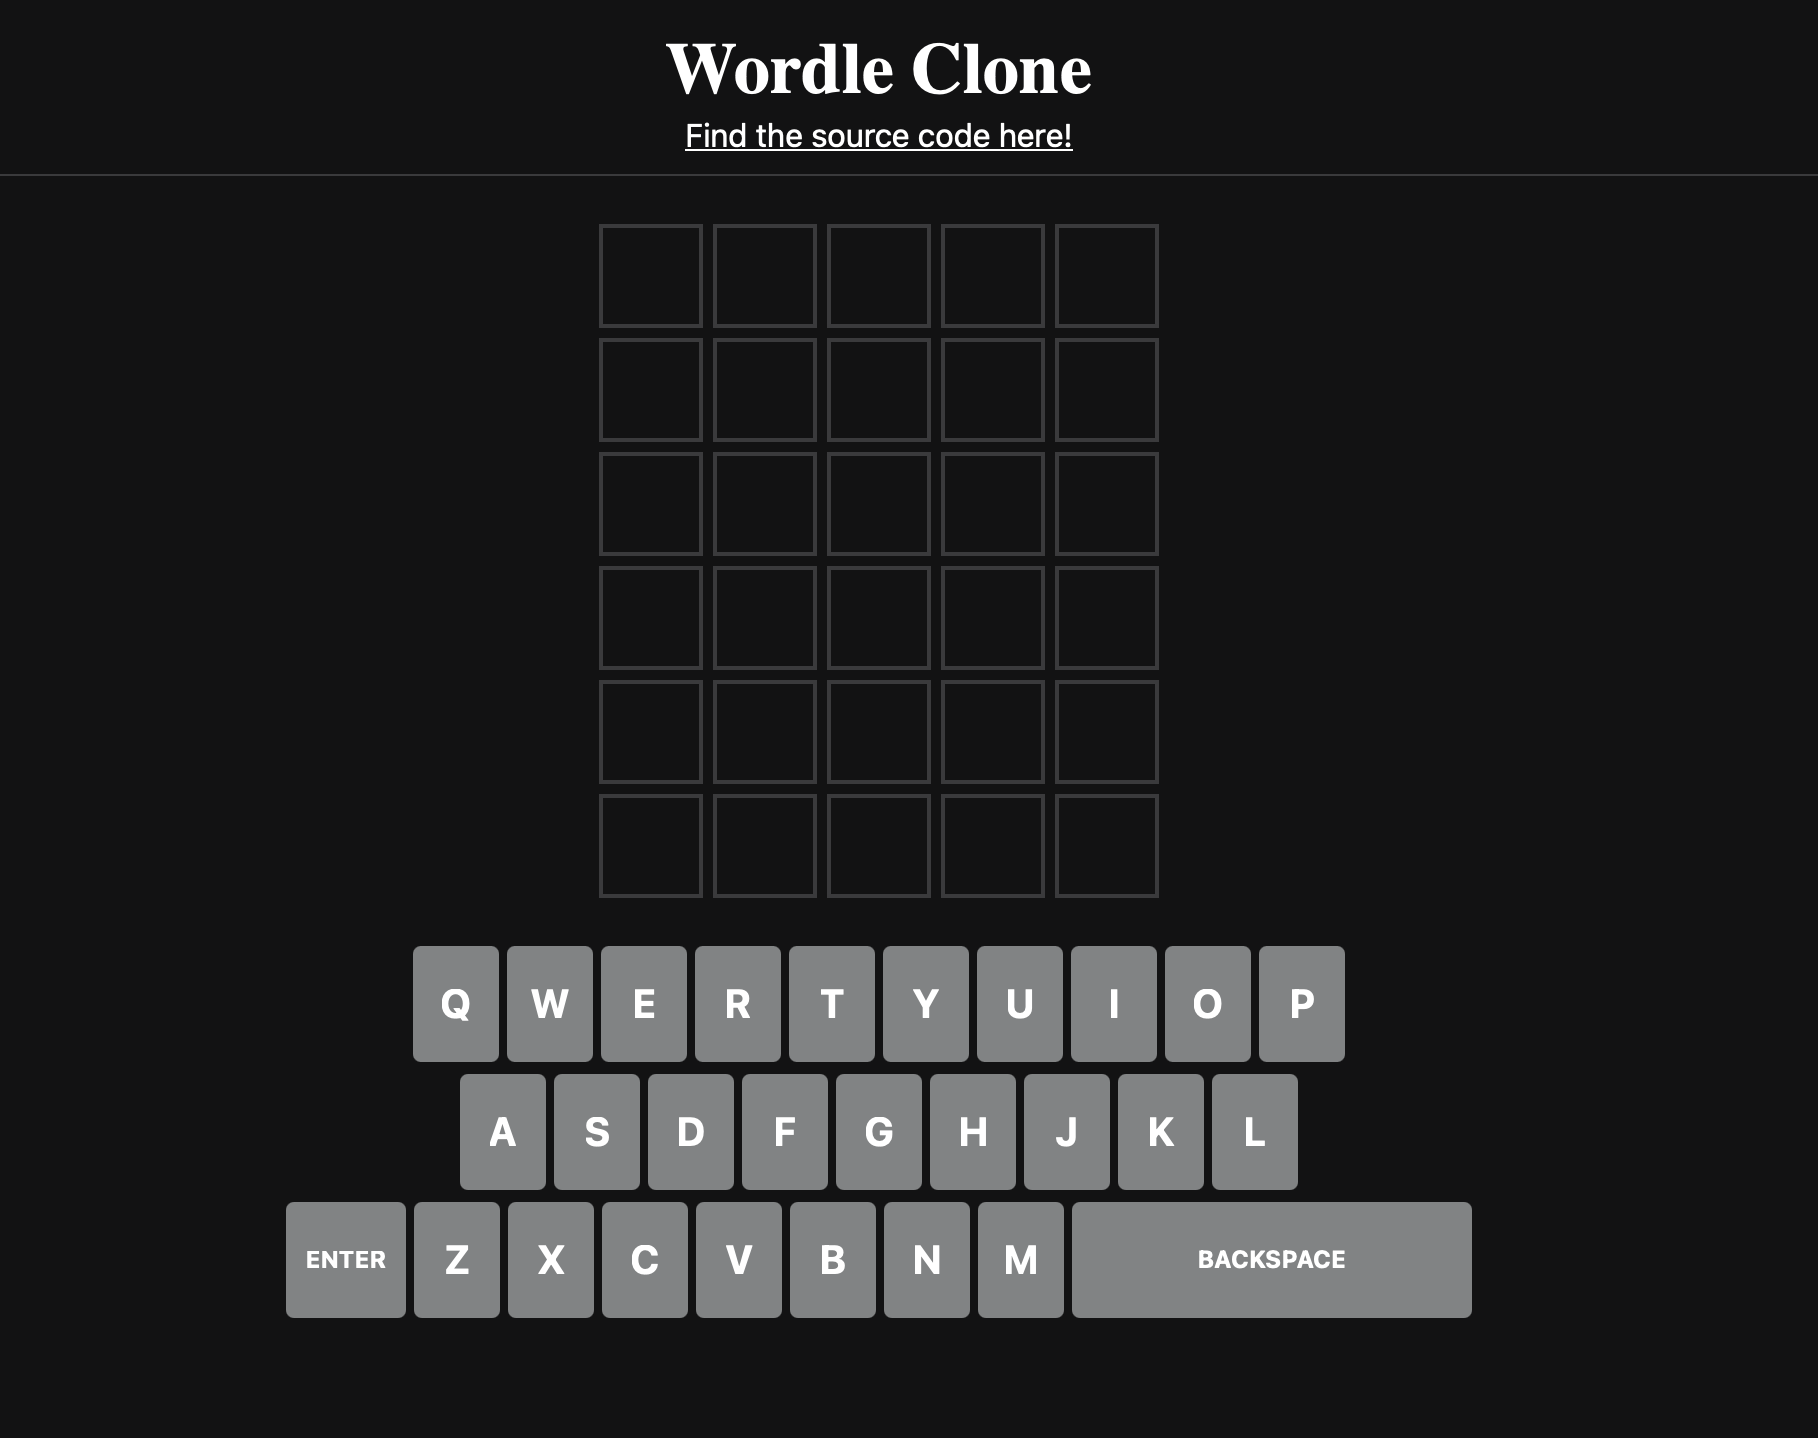 Wordle Clone
Find the source code here!
Q W E R T Y U I O P
A S D F G H J K L
ENTER Z X C V B N M BACKSPACE